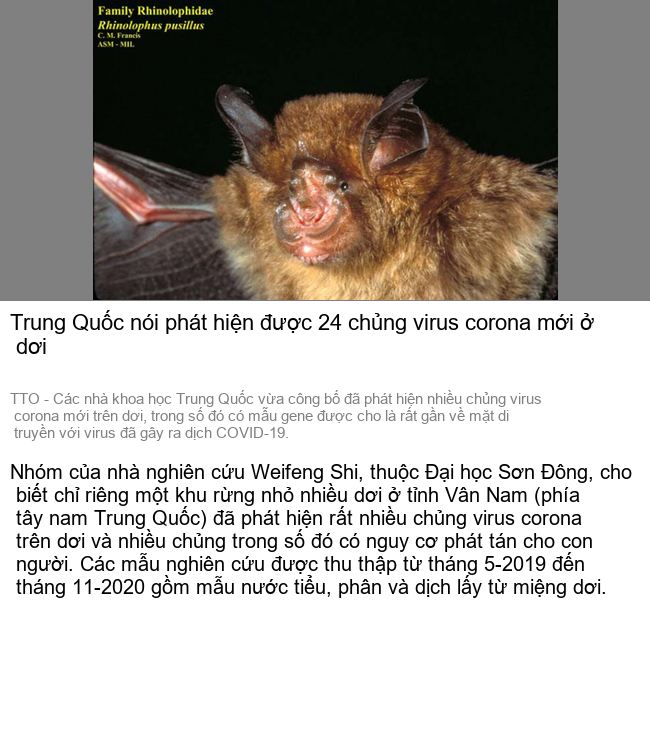 Family Rhinolophidae
Rhinolophus pusillus
C. M. Francis
ASM - MIL
Trung Quốc nói phát hiện được 24 chủng virus corona mới ở
dơi
TTO - Các nhà khoa học Trung Quốc vừa công bố đã phát hiện nhiều chủng virus
corona mới trên dơi, trong số đó có mẫu gene được cho là rất gần về mặt di
truyền với virus đã gây ra dịch COVID-19.
Nhóm của nhà nghiên cứu Weifeng Shi, thuộc Đại học Sơn Đông, cho
biết chỉ riêng một khu rừng nhỏ nhiều dơi ở tỉnh Vân Nam (phía
tây nam Trung Quốc) đã phát hiện rất nhiều chủng virus corona
trên dơi và nhiều chủng trong số đó có nguy cơ phát tán cho con
người. Các mẫu nghiên cứu được thu thập từ tháng 5-2019 đến
tháng 11-2020 gồm mẫu nước tiểu, phân và dịch lấy từ miệng dơi.